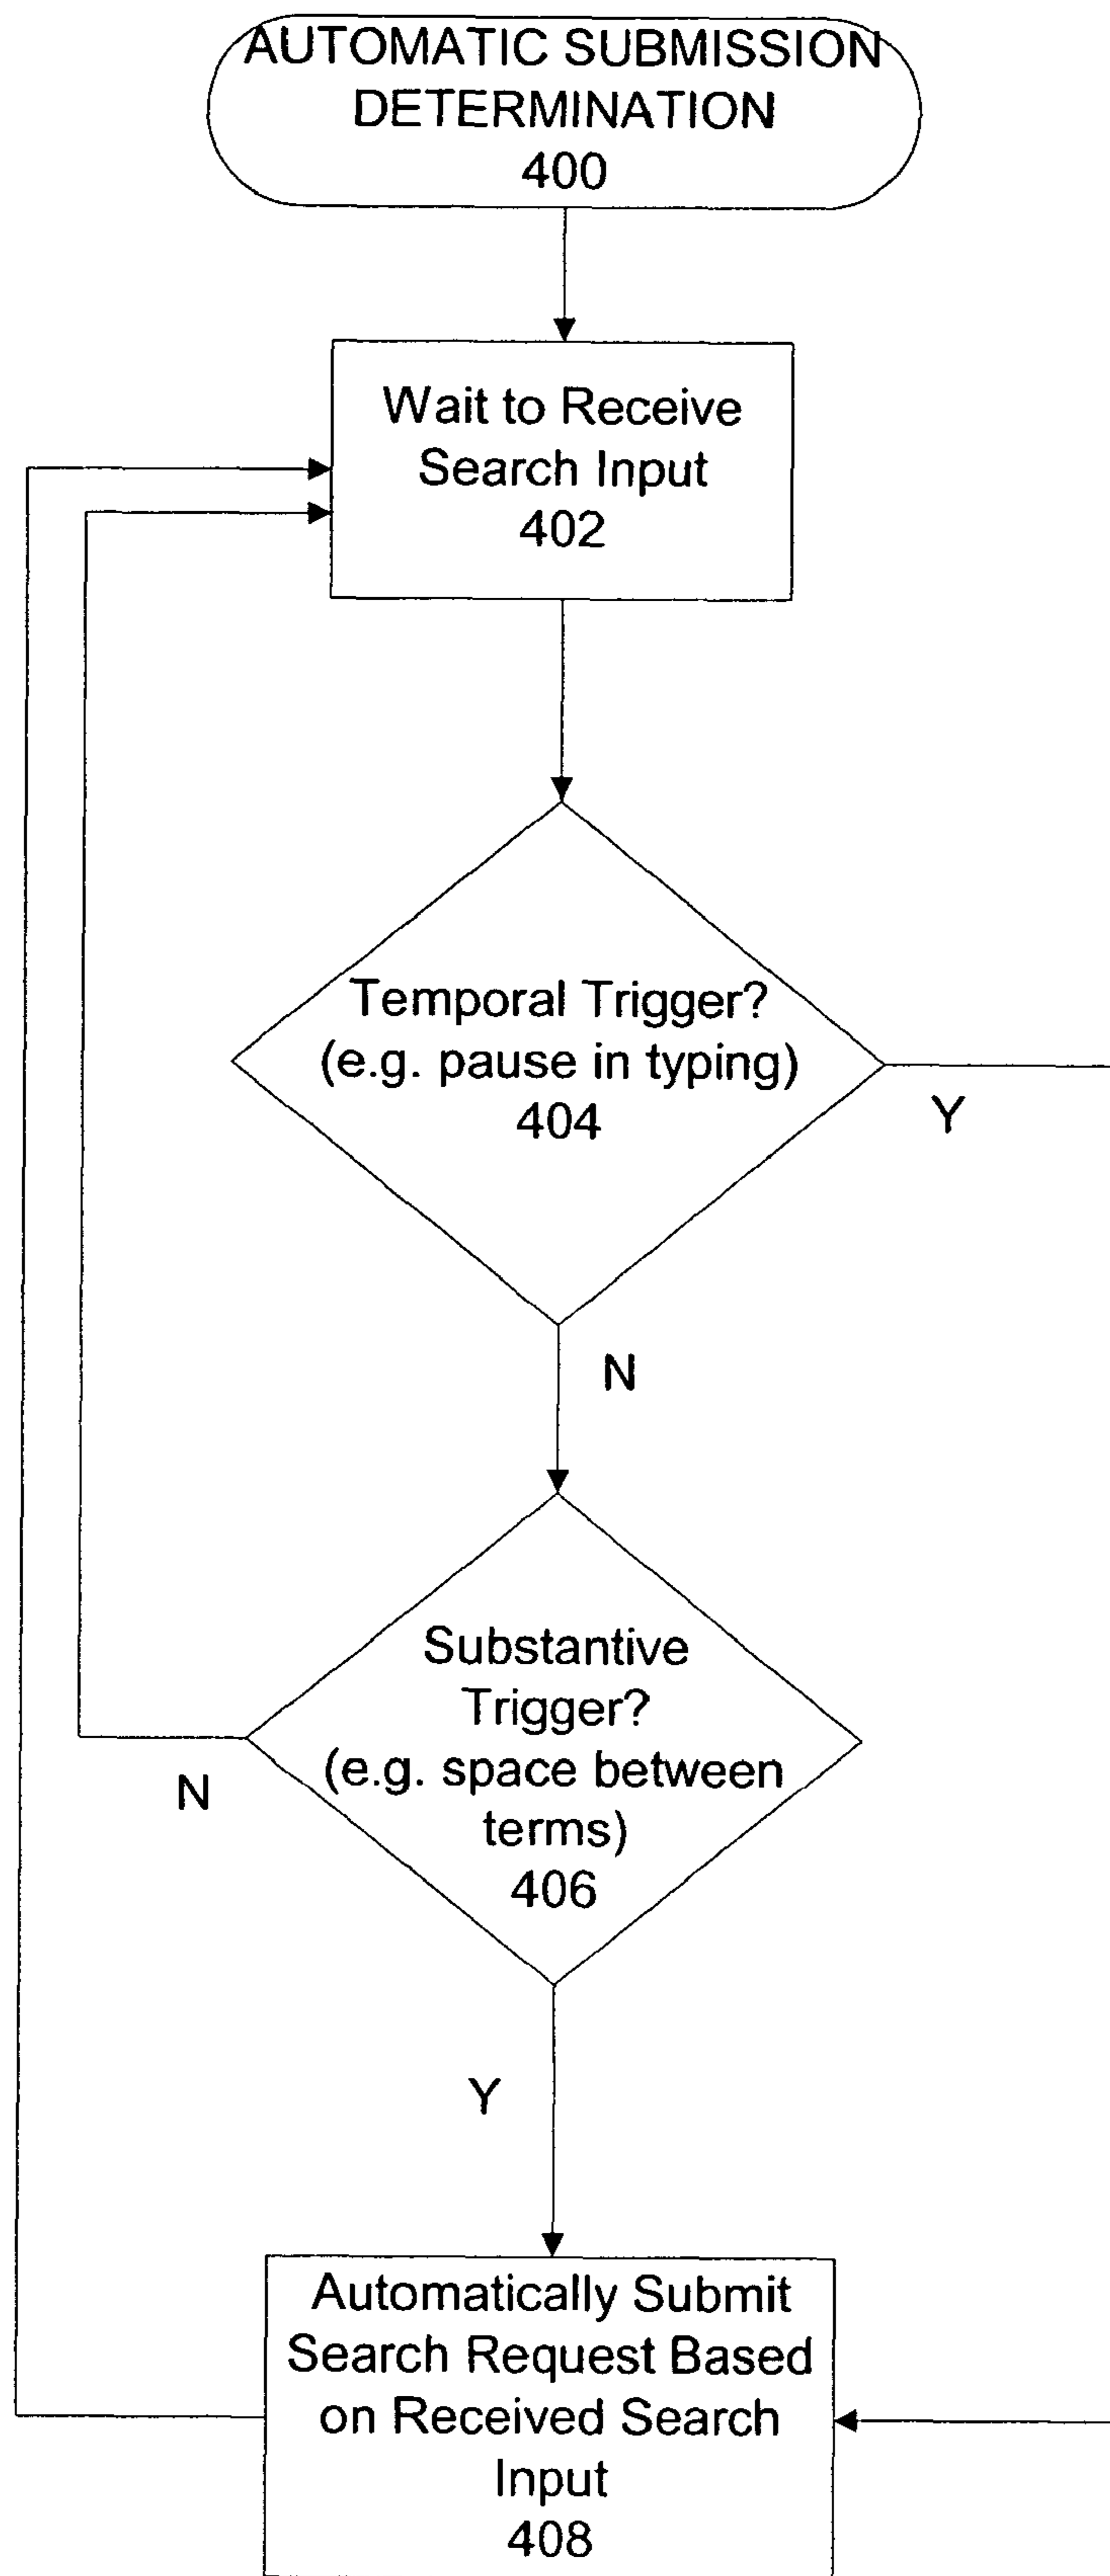 AUTOMATIC SUBMISSION
DETERMINATION
400
Wait to Receive
Search Input
402
Temporal Trigger?
(e.g. pause in typing)
404
Y
N
Substantive
Trigger?
(e.g. space between
terms)
406
N
Y
Automatically Submit
Search Request Based
on Received Search
Input
408